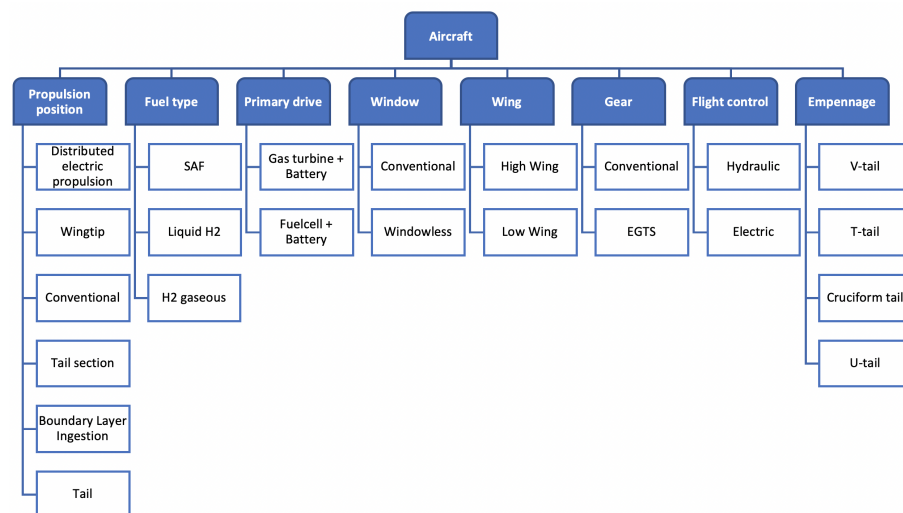 Aircraft
Propulsion
position
Fuel type
Primary drive
Window
Wing
Gear
Flight control
Empennage
Distributed
electric
propulsion
SAF
Gas turbine +
Battery
Conventional
High Wing
Conventional
Hydraulic
V-tail
Wingtip
Liquid H2
Fuelcell +
Battery
Windowless
Low Wing
EGTS
Electric
T-tail
Conventional
H2 gaseous
Cruciform tail
Tail section
U-tail
Boundary Layer
Ingestion
Tail